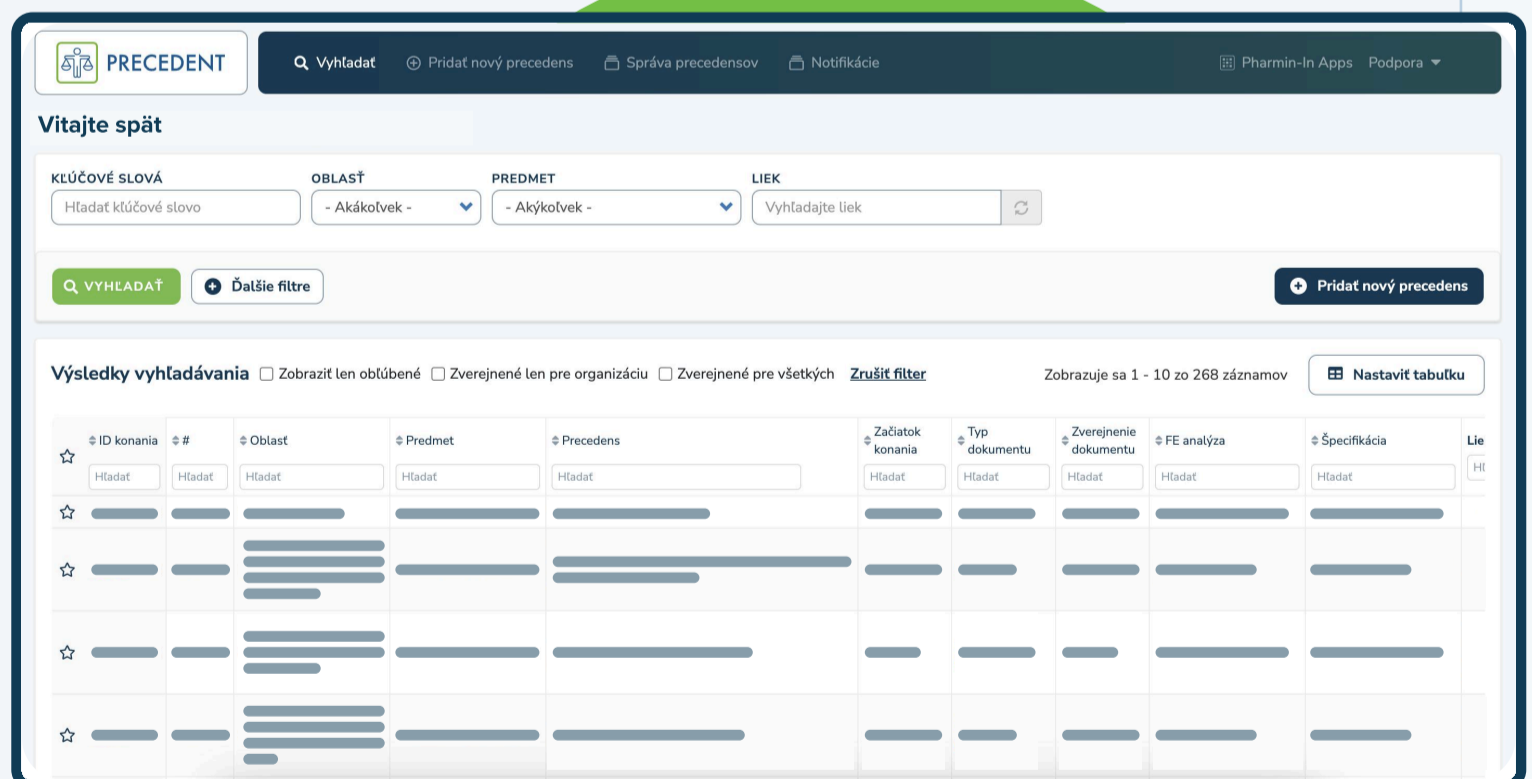 PRECEDENT
Vyhľadať
Pridať nový precedens
Správa precedensov
Notifikácie
Pharmin-In Apps
Podpora
Vitajte späť
KĽÚČOVÉ SLOVÁ
OBLASŤ
PREDMET
LIEK
Hľadať kľúčové slovo
- Akákoľvek -
- Akýkoľvek -
Vyhľadajte liek
VYHĽADAŤ
Ďalšie filtre
Pridať nový precedens
Výsledky vyhľadávania
Zobraziť len obľúbené
Zverejnené len pre organizáciu
Zverejnené pre všetkých
Zrušiť filter
Zobrazuje sa 1 - 10 zo 268 záznamov
Nastaviť tabuľku
ID konania
#
Oblasť
Predmet
Precedens
Začiatok
konania
Typ
dokumentu
Zverejnenie
dokumentu
FE analýza
Špecifikácia
Lie
Hľadať
Hľadať
Hľadať
Hľadať
Hľadať
Hľadať
Hľadať
Hľadať
Hľadať
Hľadať